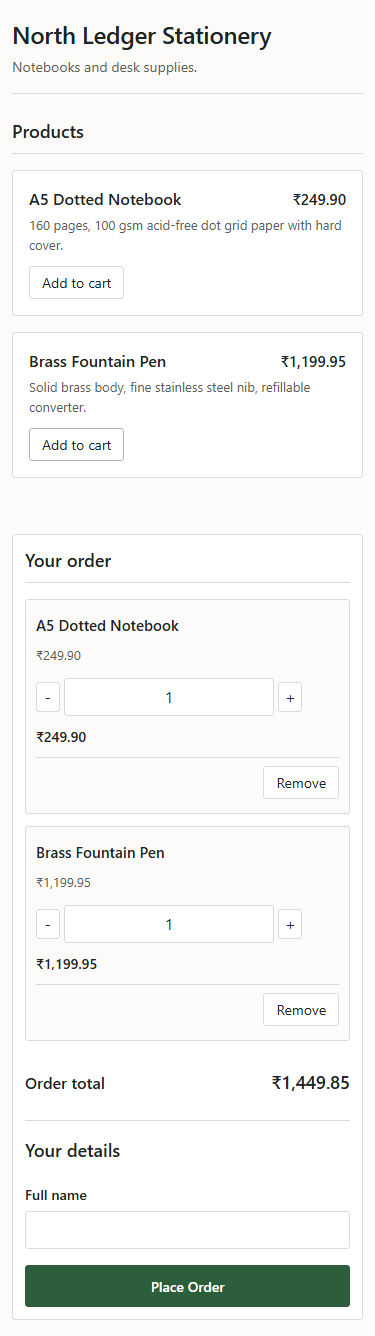 North Ledger Stationery
Notebooks and desk supplies.
Products
A5 Dotted Notebook ₹249.90
160 pages, 100 gsm acid-free dot grid paper with hard
cover.
Add to cart
Brass Fountain Pen ₹1,199.95
Solid brass body, fine stainless steel nib, refillable
converter.
Add to cart
Your order
A5 Dotted Notebook
₹249.90
- 1 +
₹249.90
Remove
Brass Fountain Pen
₹1,199.95
- 1 +
₹1,199.95
Remove
Order total ₹1,449.85
Your details
Full name
Place Order